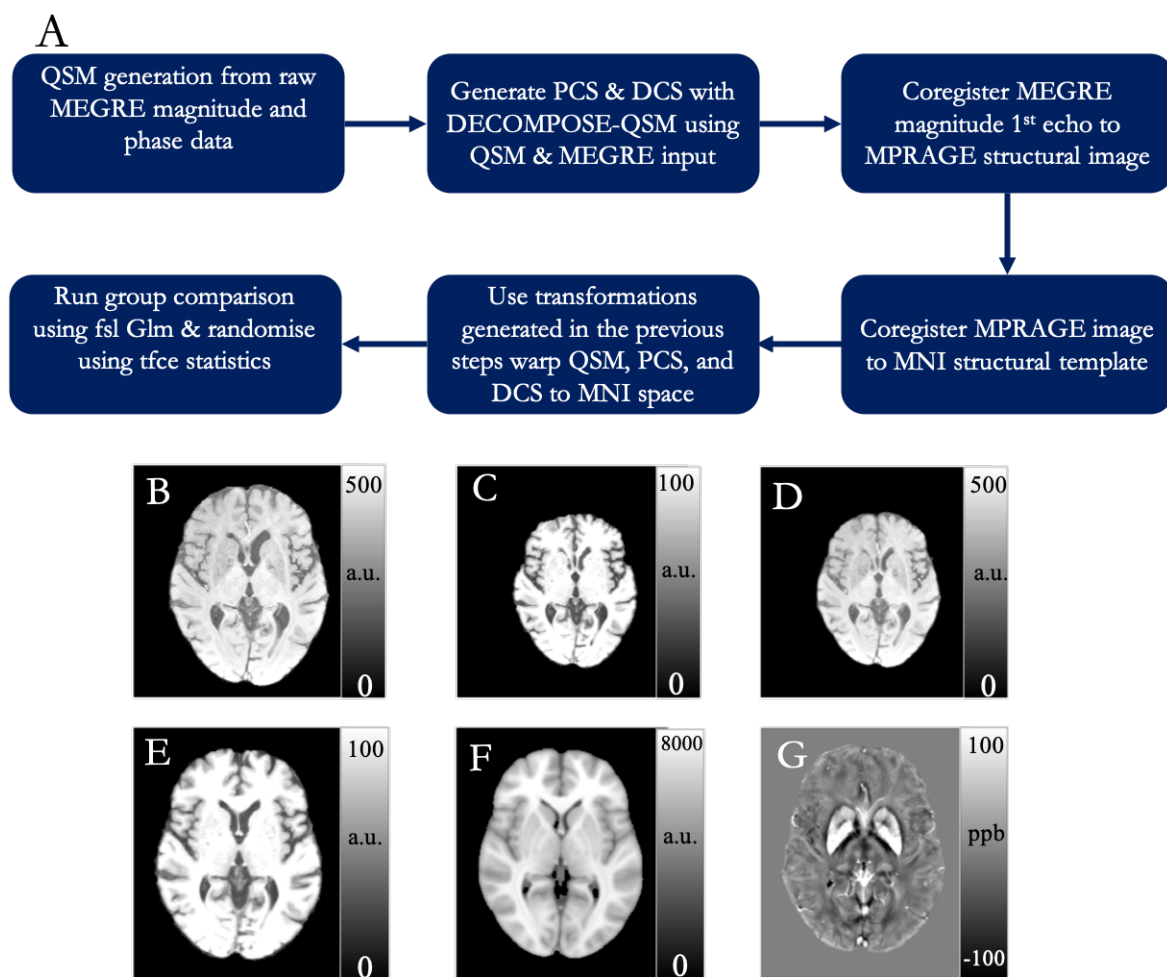 A
QSM generation from raw
MEGRE magnitude and
phase data
Generate PCS & DCS with
DECOMPOSE-QSM using
QSM & MEGRE input
Coregister MEGRE
magnitude 1st echo to
MPRAGE structural image
Run group comparison
using fsl Glm & randomise
using tfce statistics
Use transformations
generated in the previous
steps warp QSM, PCS, and
DCS to MNI space
Coregister MPRAGE image
to MNI structural template
B
500
a.u.
0
C
100
a.u.
0
D
500
a.u.
0
E
100
a.u.
0
F
8000
a.u.
0
G
100
ppb
-100